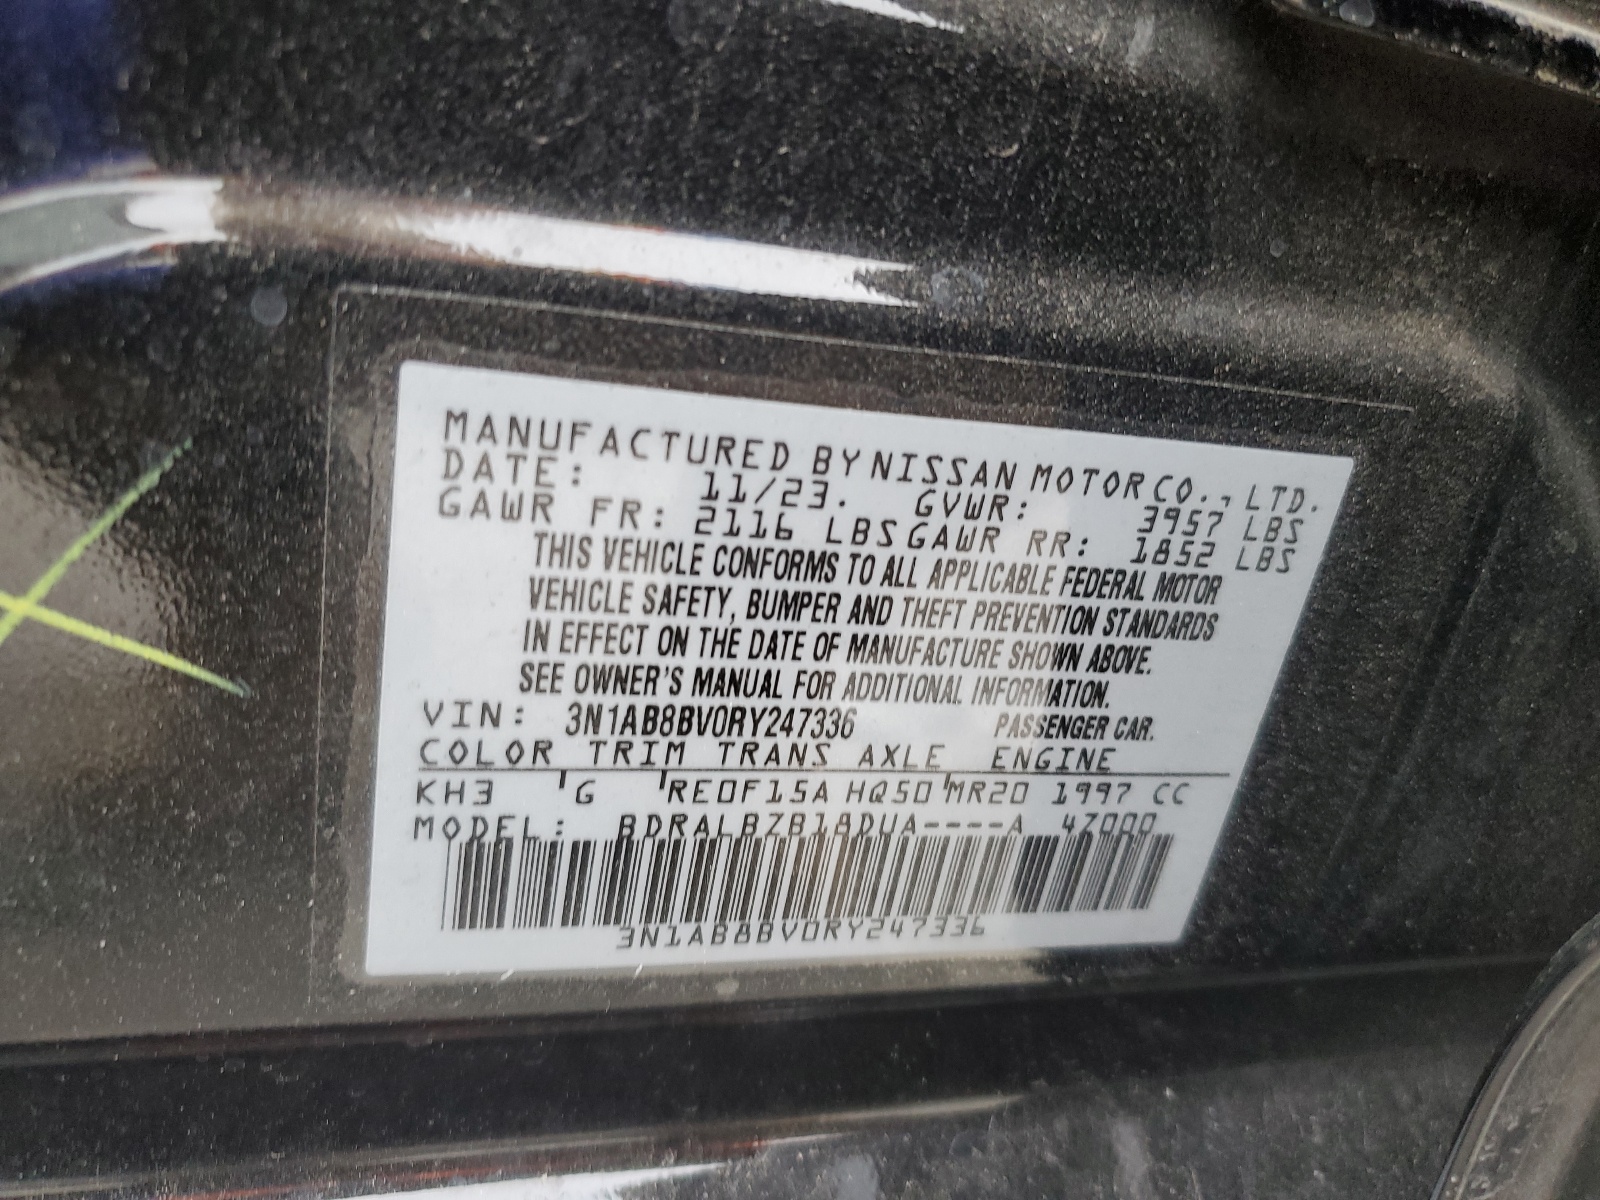 MANUFACTURED BY NISSAN MOTOR CO., LTD.
DATE: 11/23. GVWR: 3957 LBS
GAWR FR: 2116 LBS GAWR RR: 1852 LBS
THIS VEHICLE CONFORMS TO ALL APPLICABLE FEDERAL MOTOR
VEHICLE SAFETY, BUMPER AND THEFT PREVENTION STANDARDS
IN EFFECT ON THE DATE OF MANUFACTURE SHOWN ABOVE.
SEE OWNER'S MANUAL FOR ADDITIONAL INFORMATION.
VIN: 3N1AB8BV0RY247336 PASSENGER CAR.
COLOR TRIM TRANS AXLE ENGINE
KH3 G RE0F15A HQ50 MR20 1997 CC
MODEL: BDRALBZB18DUA----A 4Z000
3N1AB8BV0RY247336